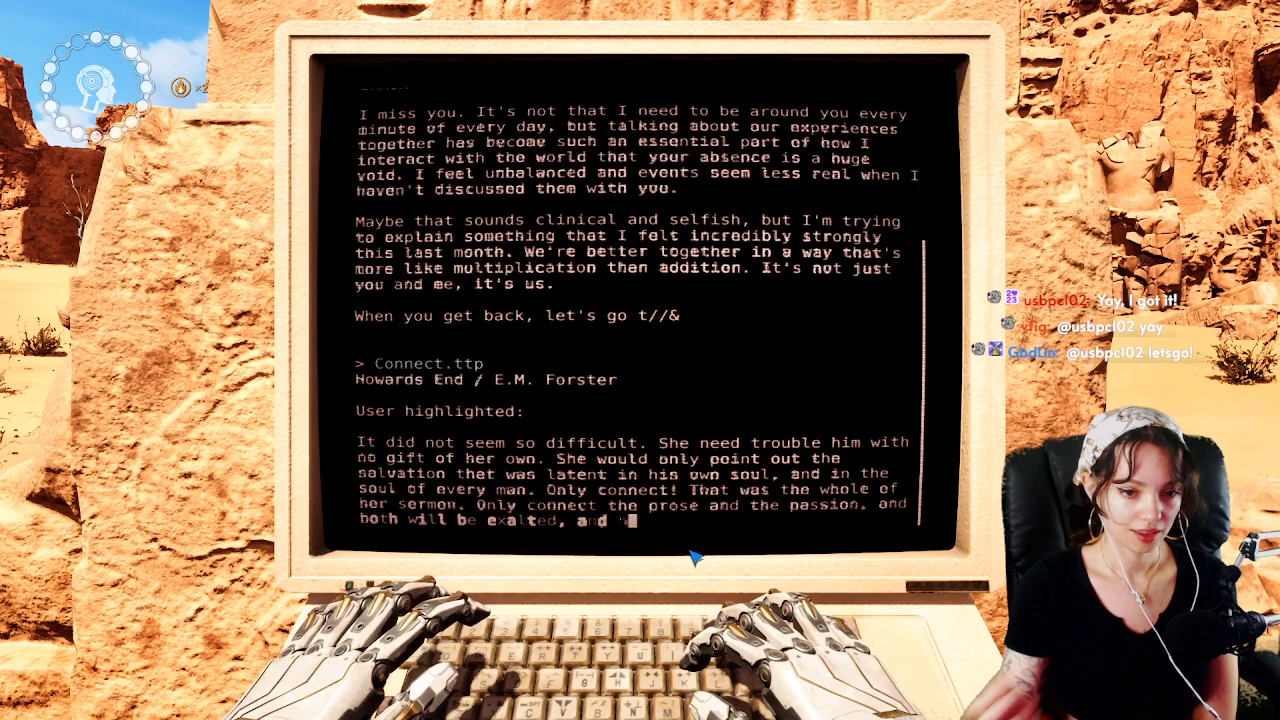 ×2
I miss you. It's not that I need to be around you every
minute of every day, but talking about our experiences
together has become such an essential part of how I
interact with the world that your absence is a huge
void. I feel unbalanced and events seem less real when I
haven't discussed them with you.
Maybe that sounds clinical and selfish, but I'm trying
to explain something that I felt incredibly strongly
this last month. We're better together in a way that's
more like multiplication than addition. It's not just
you and me, it's us.
When you get back, let's go t//&
> Connect.ttp
Howards End / E.M. Forster
User highlighted:
It did not seem so difficult. She need trouble him with
no gift of her own. She would only point out the
salvation that was latent in his own soul, and in the
soul of every man. Only connect! That was the whole of
her sermon. Only connect the prose and the passion, and
both will be exalted, and
usbpcl02: Yay, I got it!
yfig: @usbpcl02 yay
GodLin: @usbpcl02 letsgo!